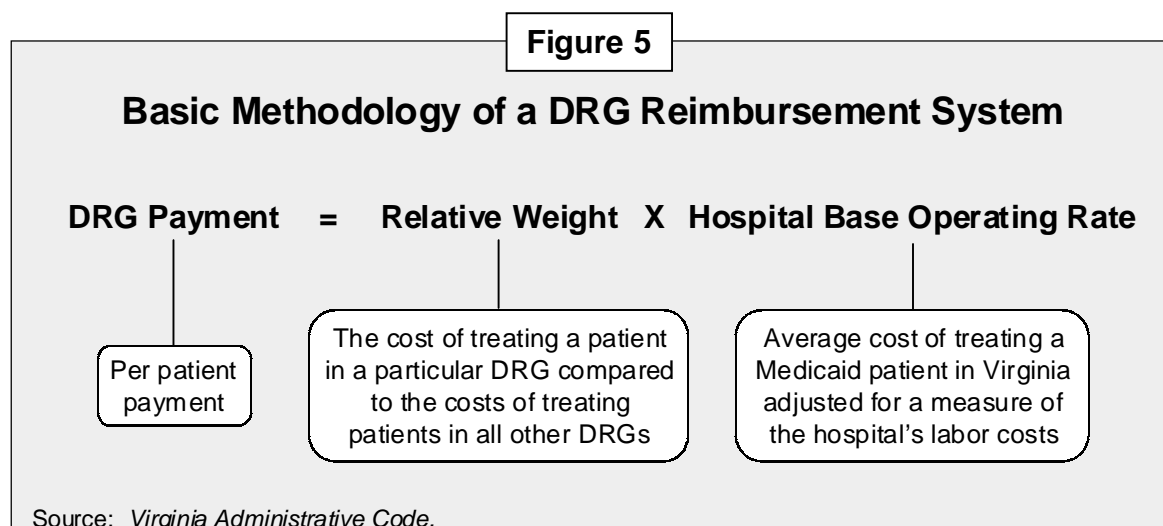 Figure 5
Basic Methodology of a DRG Reimbursement System
DRG Payment = Relative Weight X Hospital Base Operating Rate
Per patient
payment
The cost of treating a patient
in a particular DRG compared
to the costs of treating
patients in all other DRGs
Average cost of treating a
Medicaid patient in Virginia
adjusted for a measure of
the hospital's labor costs
Source: Virginia Administrative Code.